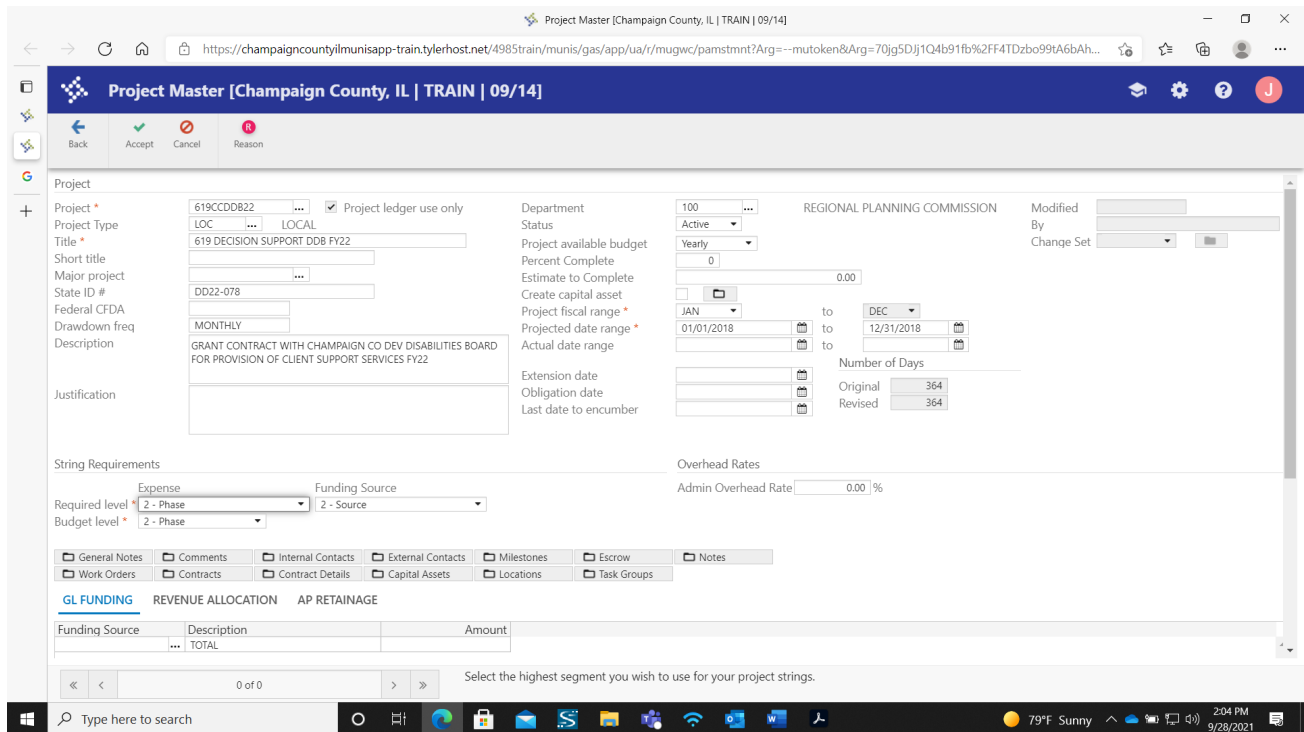 Project Master [Champaign County, IL | TRAIN | 09/14]
https://champaigncountyilmunisapp-train.tylerhost.net/4985train/munis/gas/app/ua/r/mugwc/pamstmnt?Arg=--mutoken&Arg=70jg5DJj1Q4b91fb%2FF4TDzbo99tA6bAh...
Project Master [Champaign County, IL | TRAIN | 09/14]
J
R
Back Accept Cancel Reason
Project
Project * 619CCDDB22 ... Project ledger use only Department 100 ... REGIONAL PLANNING COMMISSION Modified
Project Type LOC ... LOCAL Status Active By
Title * 619 DECISION SUPPORT DDB FY22 Project available budget Yearly Change Set
Short title Percent Complete 0
Major project ... Estimate to Complete 0.00
State ID # DD22-078 Create capital asset
Federal CFDA Project fiscal range * JAN to DEC
Drawdown freq MONTHLY Projected date range * 01/01/2018 to 12/31/2018
Description GRANT CONTRACT WITH CHAMPAIGN CO DEV DISABILITIES BOARD Actual date range to
FOR PROVISION OF CLIENT SUPPORT SERVICES FY22 Number of Days
Extension date
Justification Obligation date Original 364
Last date to encumber Revised 364
String Requirements Overhead Rates
Expense Funding Source Admin Overhead Rate 0.00 %
Required level * 2 - Phase 2 - Source
Budget level * 2 - Phase
General Notes Comments Internal Contacts External Contacts Milestones Escrow Notes
Work Orders Contracts Contract Details Capital Assets Locations Task Groups
GL FUNDING REVENUE ALLOCATION AP RETAINAGE
Funding Source Description Amount
... TOTAL
0 of 0 Select the highest segment you wish to use for your project strings.
Type here to search 79°F Sunny 2:04 PM
9/28/2021